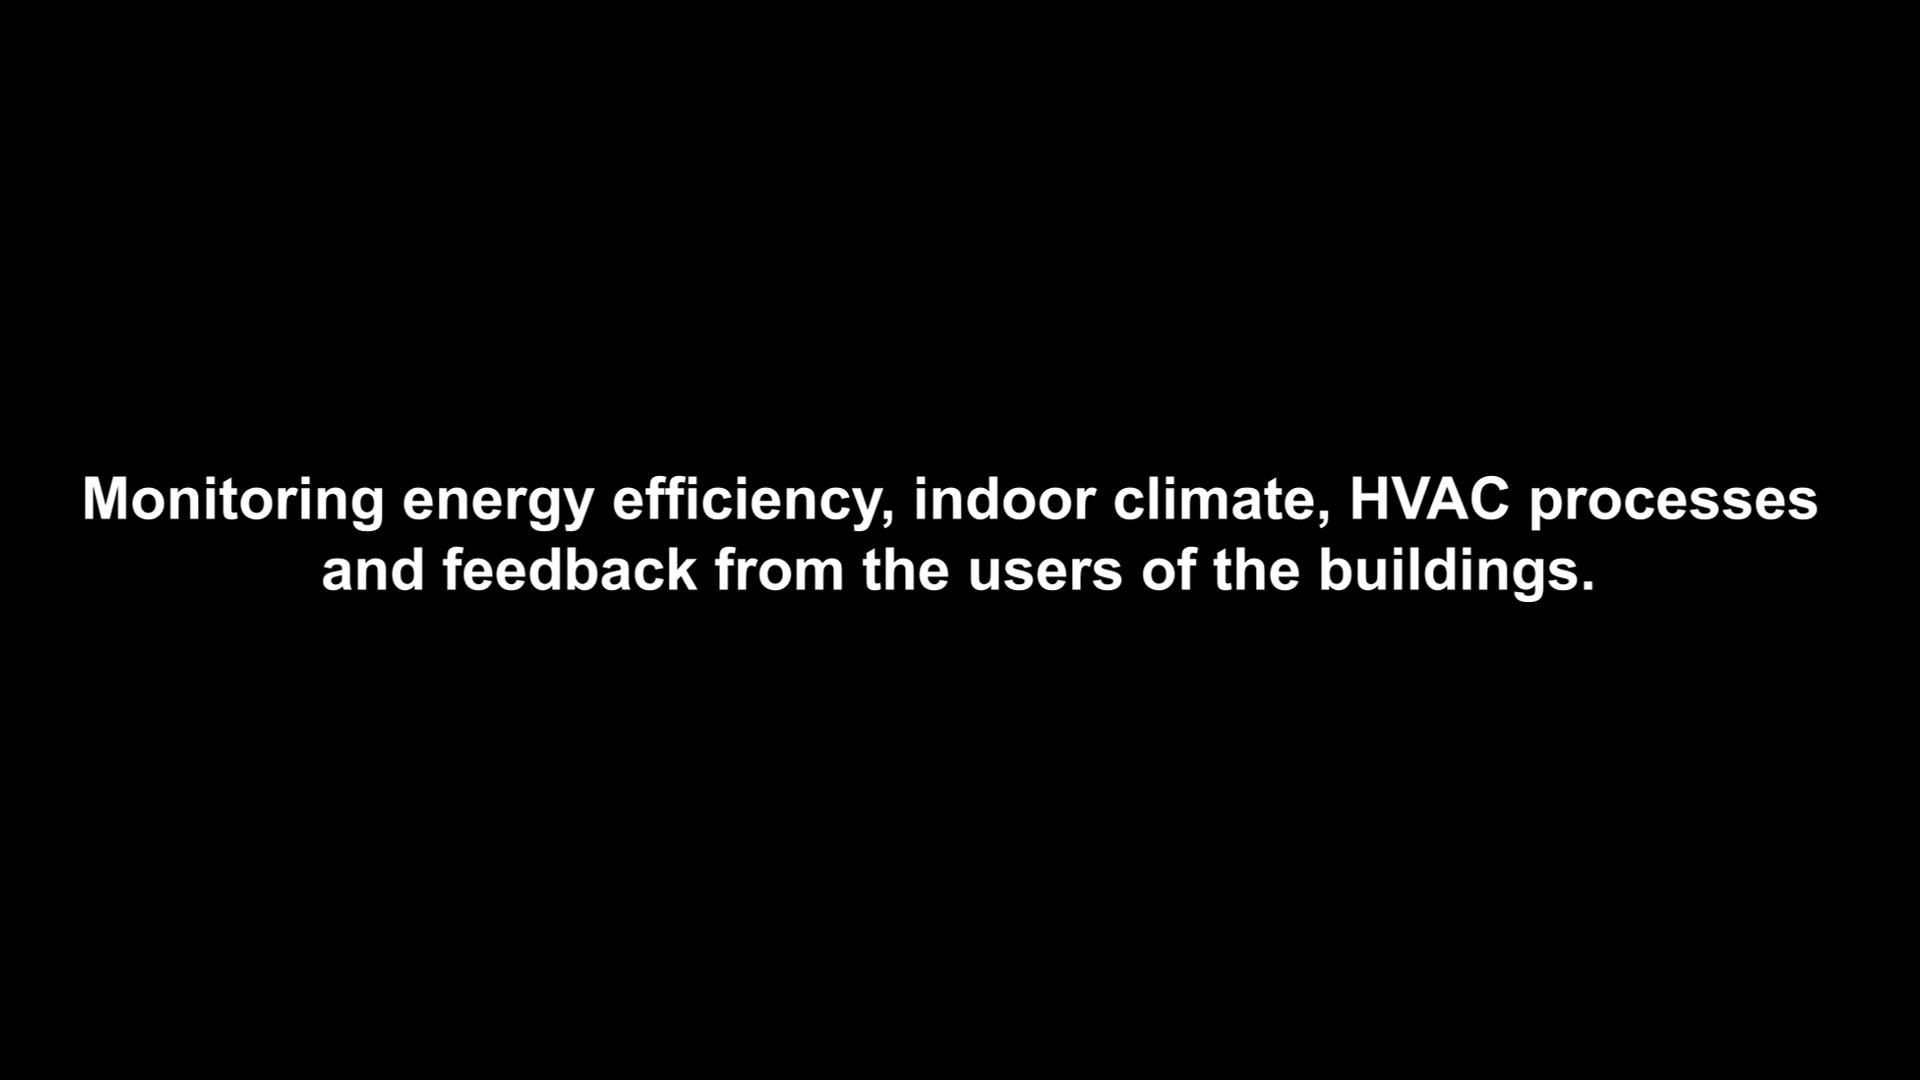 Monitoring energy efficiency, indoor climate, HVAC processes
and feedback from the users of the buildings.